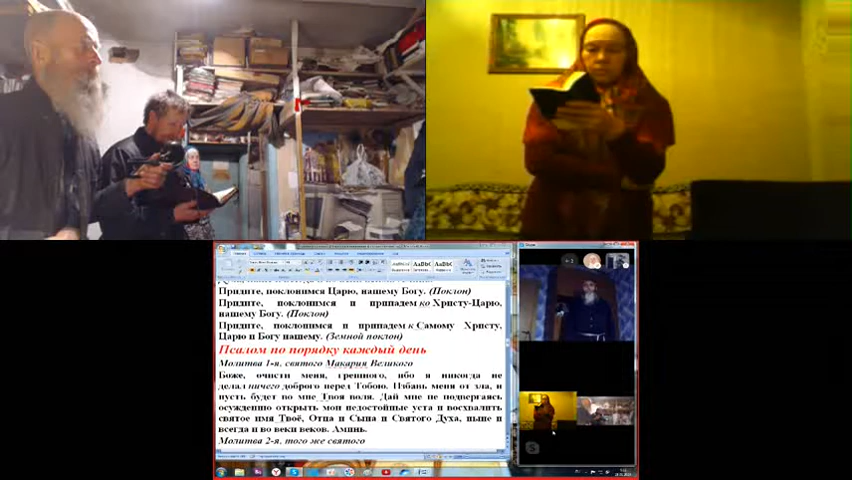 Придите, поклонимся Царю, нашему Богу. (Поклон)
Придите, поклонимся и припадем ко Христу-Царю,
нашему Богу. (Поклон)
Придите, поклонимся и припадем к Самому Христу,
Царю и Богу нашему. (Земной поклон)
Псалом по порядку каждый день
Молитва 1-я, святого Макария Великого
Боже, очисти меня, грешного, ибо я никогда не
делал ничего доброго перед Тобою. Избавь меня от зла, и
пусть будет во мне Твоя воля. Дай мне не подвергаясь
осуждению открыть мои недостойные уста и восхвалить
святое имя Твоё, Отца и Сына и Святого Духа, ныне и
всегда и во веки веков. Аминь.
Молитва 2-я, того же святого